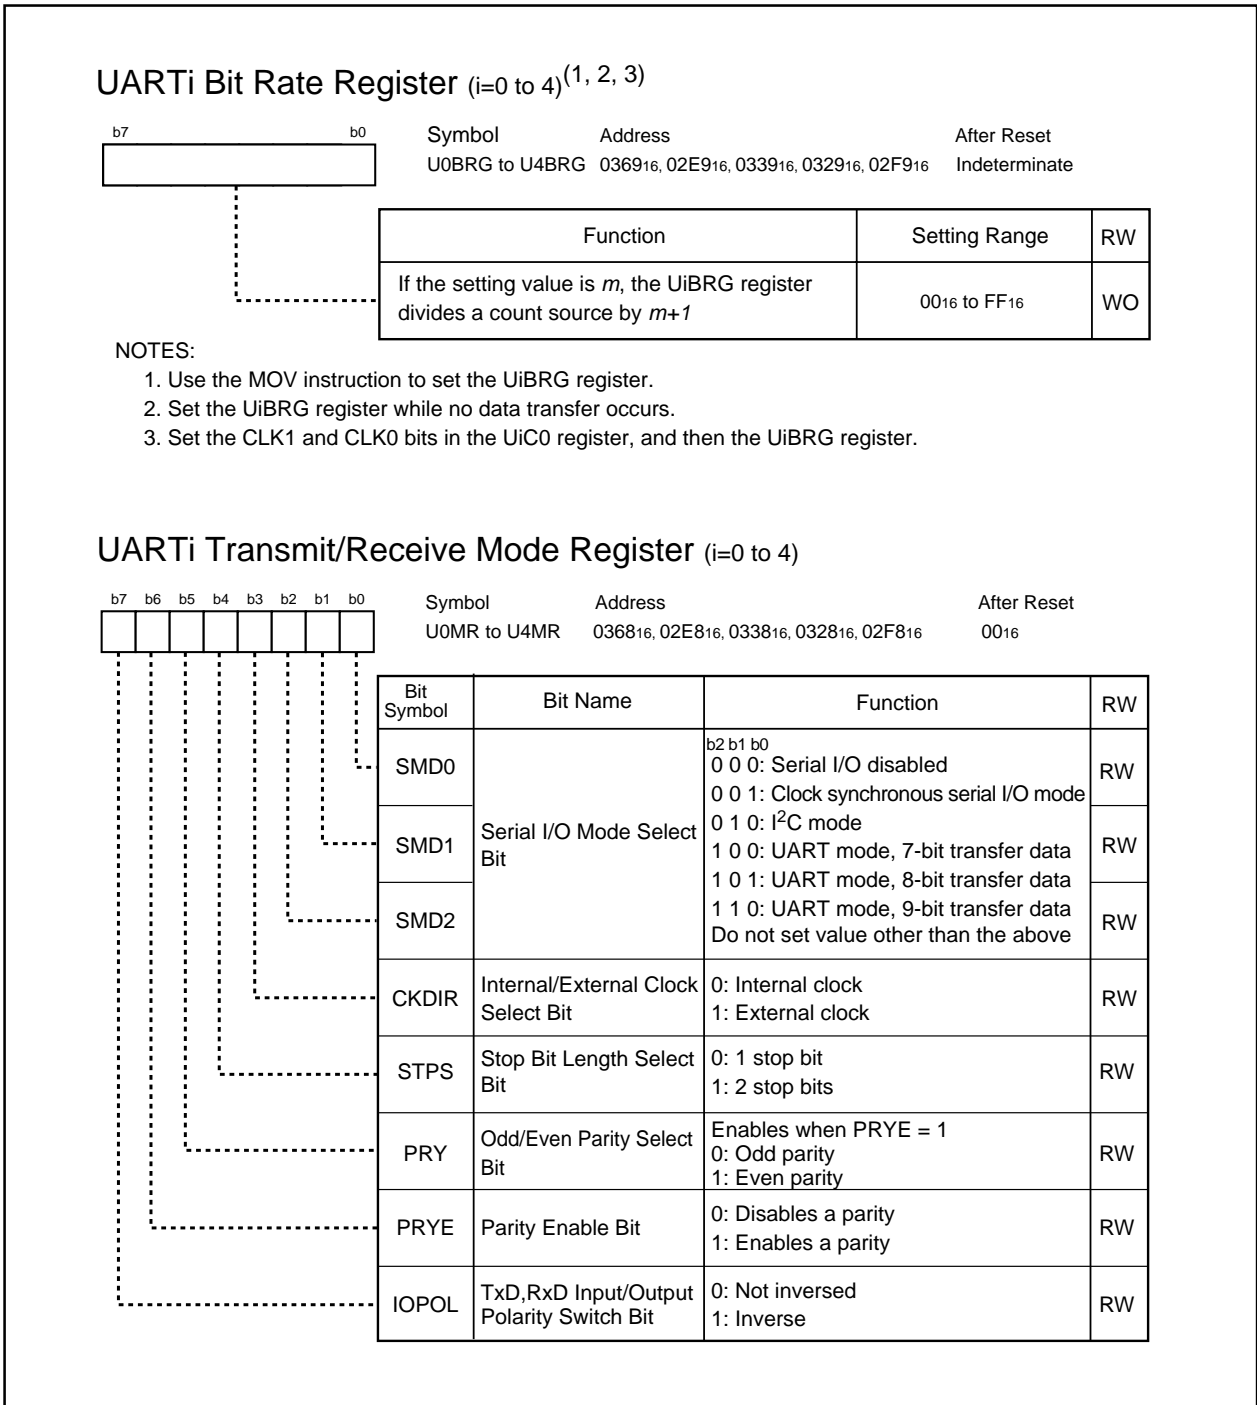 UARTi Bit Rate Register (i=0 to 4)(1, 2, 3)
b7 b0 Symbol Address After Reset
U0BRG to U4BRG 036916, 02E916, 033916, 032916, 02F916 Indeterminate
Function Setting Range RW
If the setting value is m, the UiBRG register
divides a count source by m+1
0016 to FF16 WO
NOTES:
1. Use the MOV instruction to set the UiBRG register.
2. Set the UiBRG register while no data transfer occurs.
3. Set the CLK1 and CLK0 bits in the UiC0 register, and then the UiBRG register.
UARTi Transmit/Receive Mode Register (i=0 to 4)
b7 b6 b5 b4 b3 b2 b1 b0 Symbol Address After Reset
U0MR to U4MR 036816, 02E816, 033816, 032816, 02F816 0016
Bit
Symbol
Bit Name Function RW
SMD0
SMD1
SMD2
Serial I/O Mode Select
Bit
b2 b1 b0
0 0 0: Serial I/O disabled
0 0 1: Clock synchronous serial I/O mode
0 1 0: I2C mode
1 0 0: UART mode, 7-bit transfer data
1 0 1: UART mode, 8-bit transfer data
1 1 0: UART mode, 9-bit transfer data
Do not set value other than the above
RW
RW
RW
CKDIR
Internal/External Clock
Select Bit
0: Internal clock
1: External clock
RW
STPS
Stop Bit Length Select
Bit
0: 1 stop bit
1: 2 stop bits
RW
PRY
Odd/Even Parity Select
Bit
Enables when PRYE = 1
0: Odd parity
1: Even parity
RW
PRYE
Parity Enable Bit
0: Disables a parity
1: Enables a parity
RW
IOPOL
TxD,RxD Input/Output
Polarity Switch Bit
0: Not inversed
1: Inverse
RW